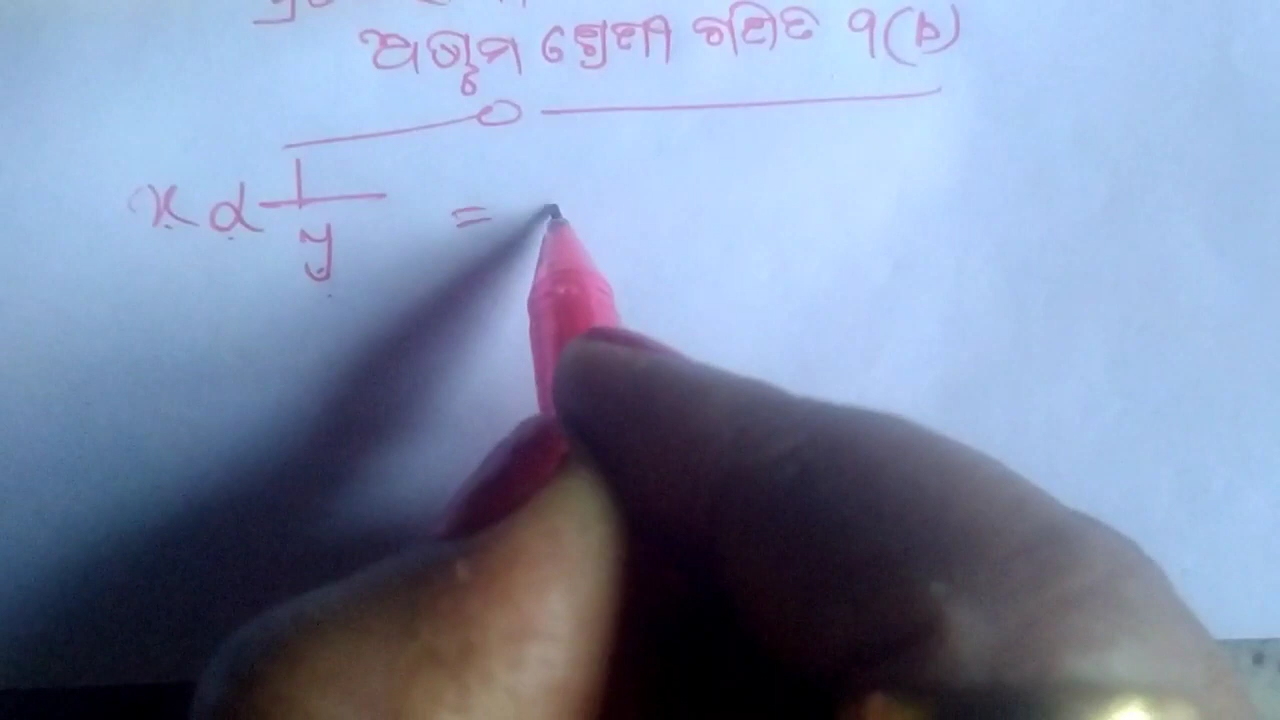 ଅଷ୍ଟମ ଶ୍ରେଣୀ ଗଣିତ ୭(b)
x α 1/y =